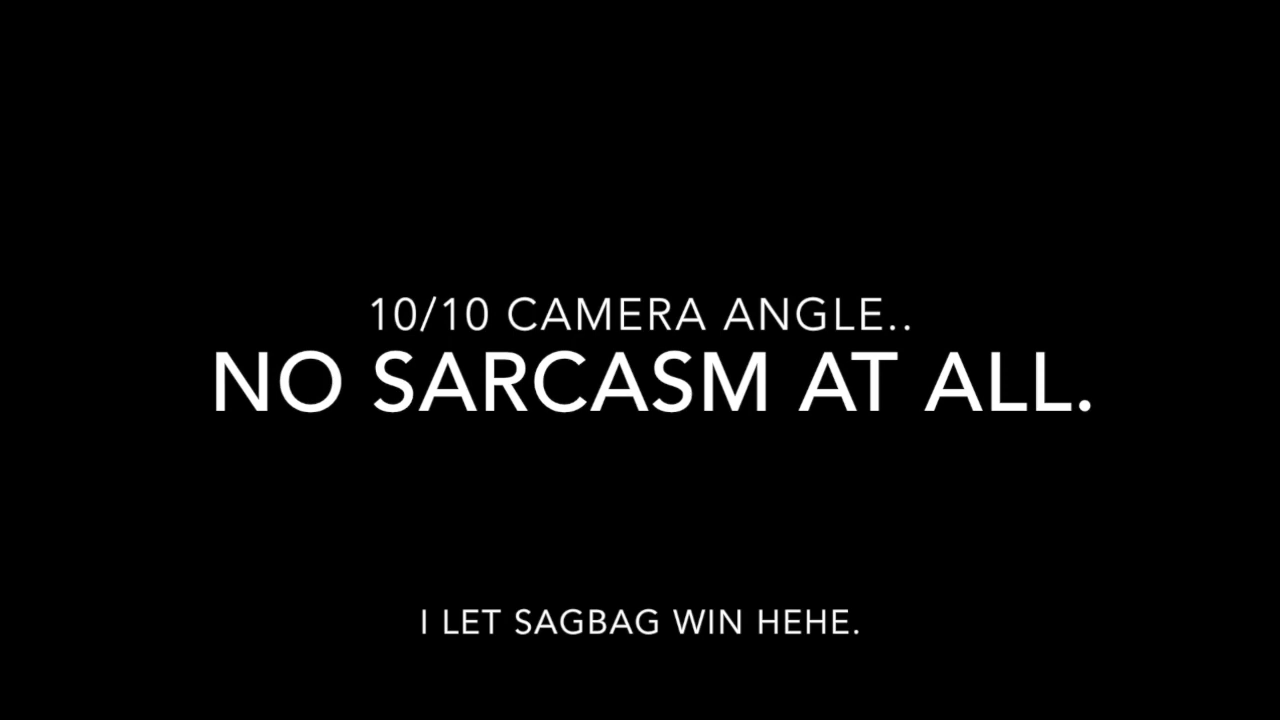 10/10 CAMERA ANGLE..
NO SARCASM AT ALL.
I LET SAGBAG WIN HEHE.